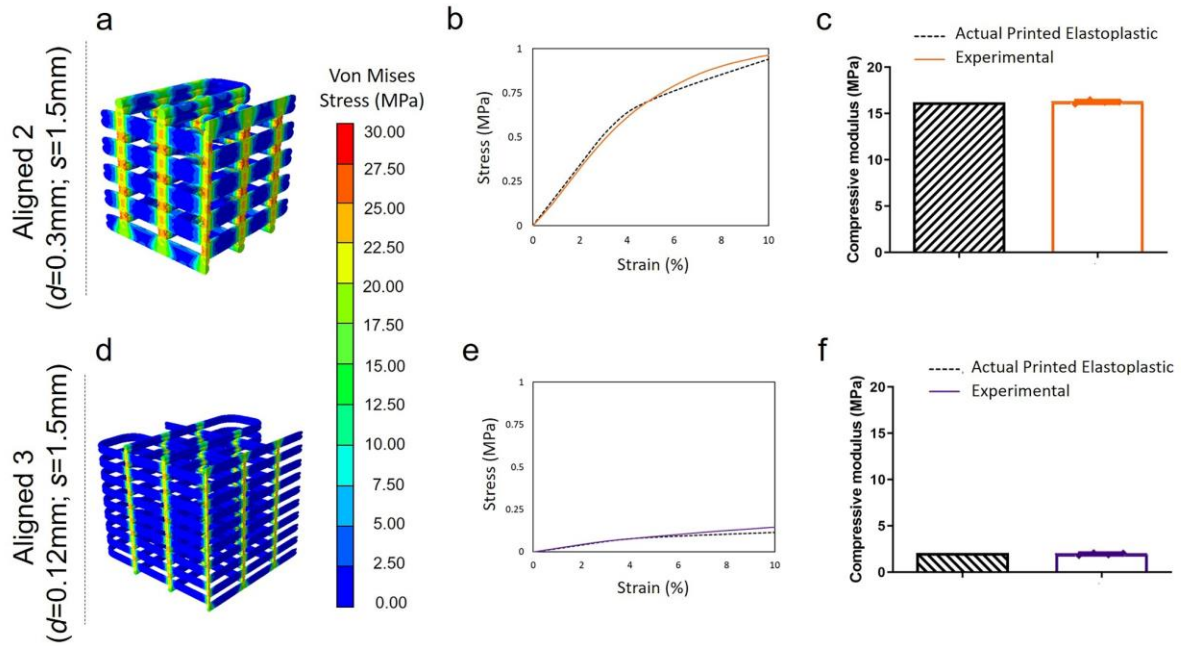 a
Aligned 2
(d=0.3mm; s=1.5mm)
Von Mises
Stress (MPa)
30.00
27.50
25.00
22.50
20.00
17.50
15.00
12.50
10.00
7.50
5.00
2.50
0.00
b
Stress (MPa)
1
0.75
0.5
0.25
0
0
2
4
6
8
10
Strain (%)
c
Actual Printed Elastoplastic
Experimental
Compressive modulus (MPa)
20
15
10
5
0
d
Aligned 3
(d=0.12mm; s=1.5mm)
e
Stress (MPa)
1
0.75
0.5
0.25
0
0
2
4
6
8
10
Strain (%)
f
Actual Printed Elastoplastic
Experimental
Compressive modulus (MPa)
20
15
10
5
0